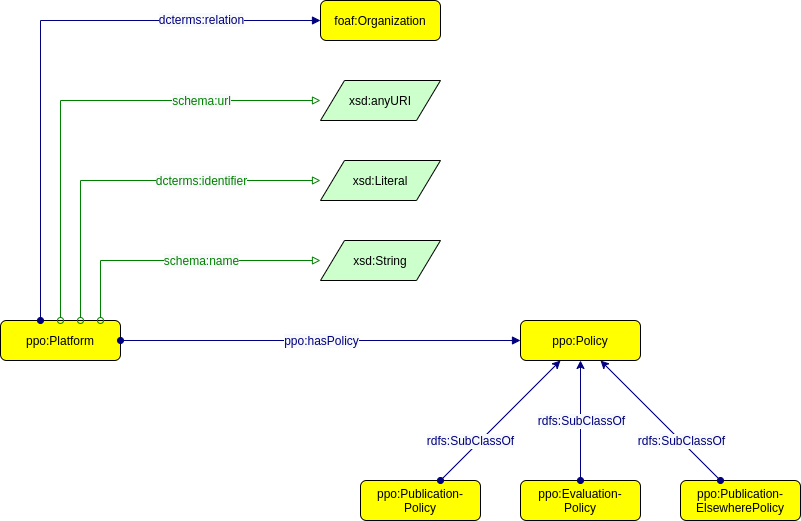 dcterms:relation
foaf:Organization
schema:url
xsd:anyURI
dcterms:identifier
xsd:Literal
schema:name
xsd:String
ppo:Platform
ppo:hasPolicy
ppo:Policy
rdfs:SubClassOf
rdfs:SubClassOf
rdfs:SubClassOf
ppo:Publication-
Policy
ppo:Evaluation-
Policy
ppo:Publication-
ElsewherePolicy